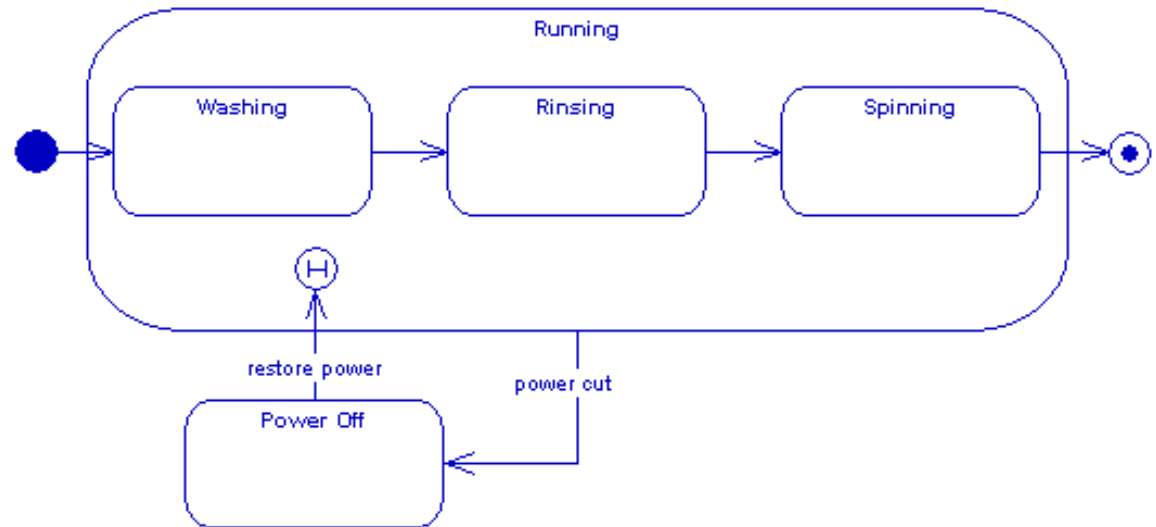 Running
Washing
Rinsing
Spinning
H
restore power
power cut
Power Off